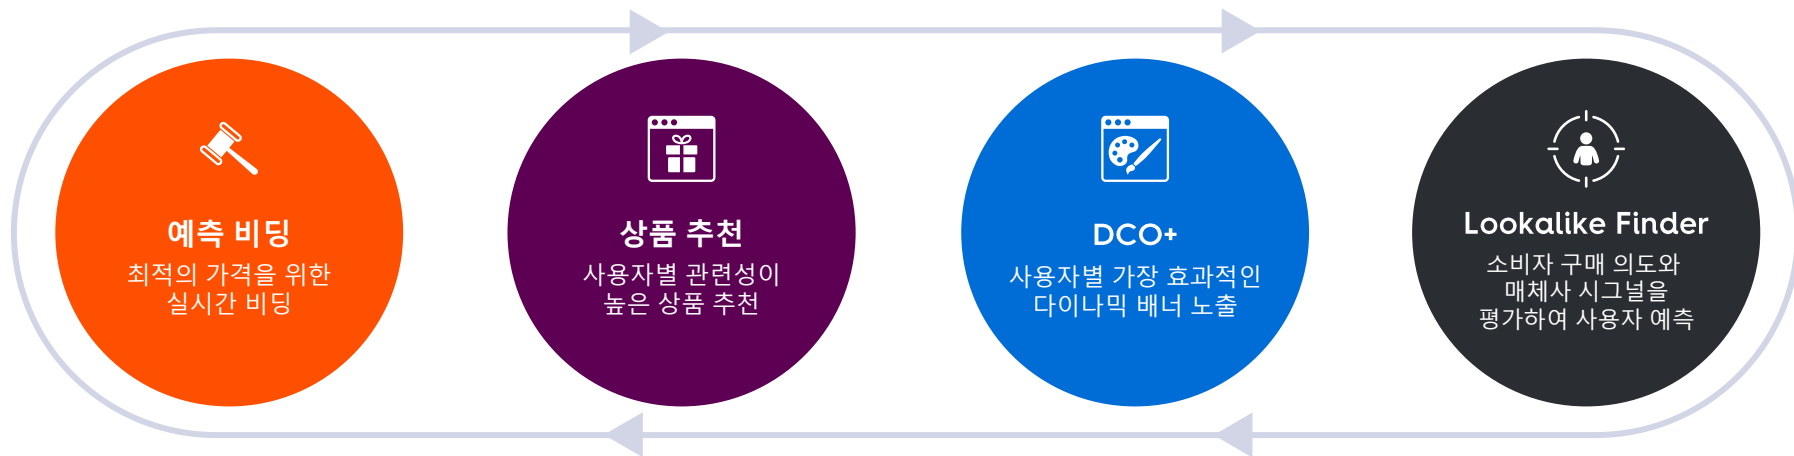 예측 비딩
최적의 가격을 위한
실시간 비딩
상품 추천
사용자별 관련성이
높은 상품 추천
DCO+
사용자별 가장 효과적인
다이나믹 배너 노출
Lookalike Finder
소비자 구매 의도와
매체사 시그널을
평가하여 사용자 예측